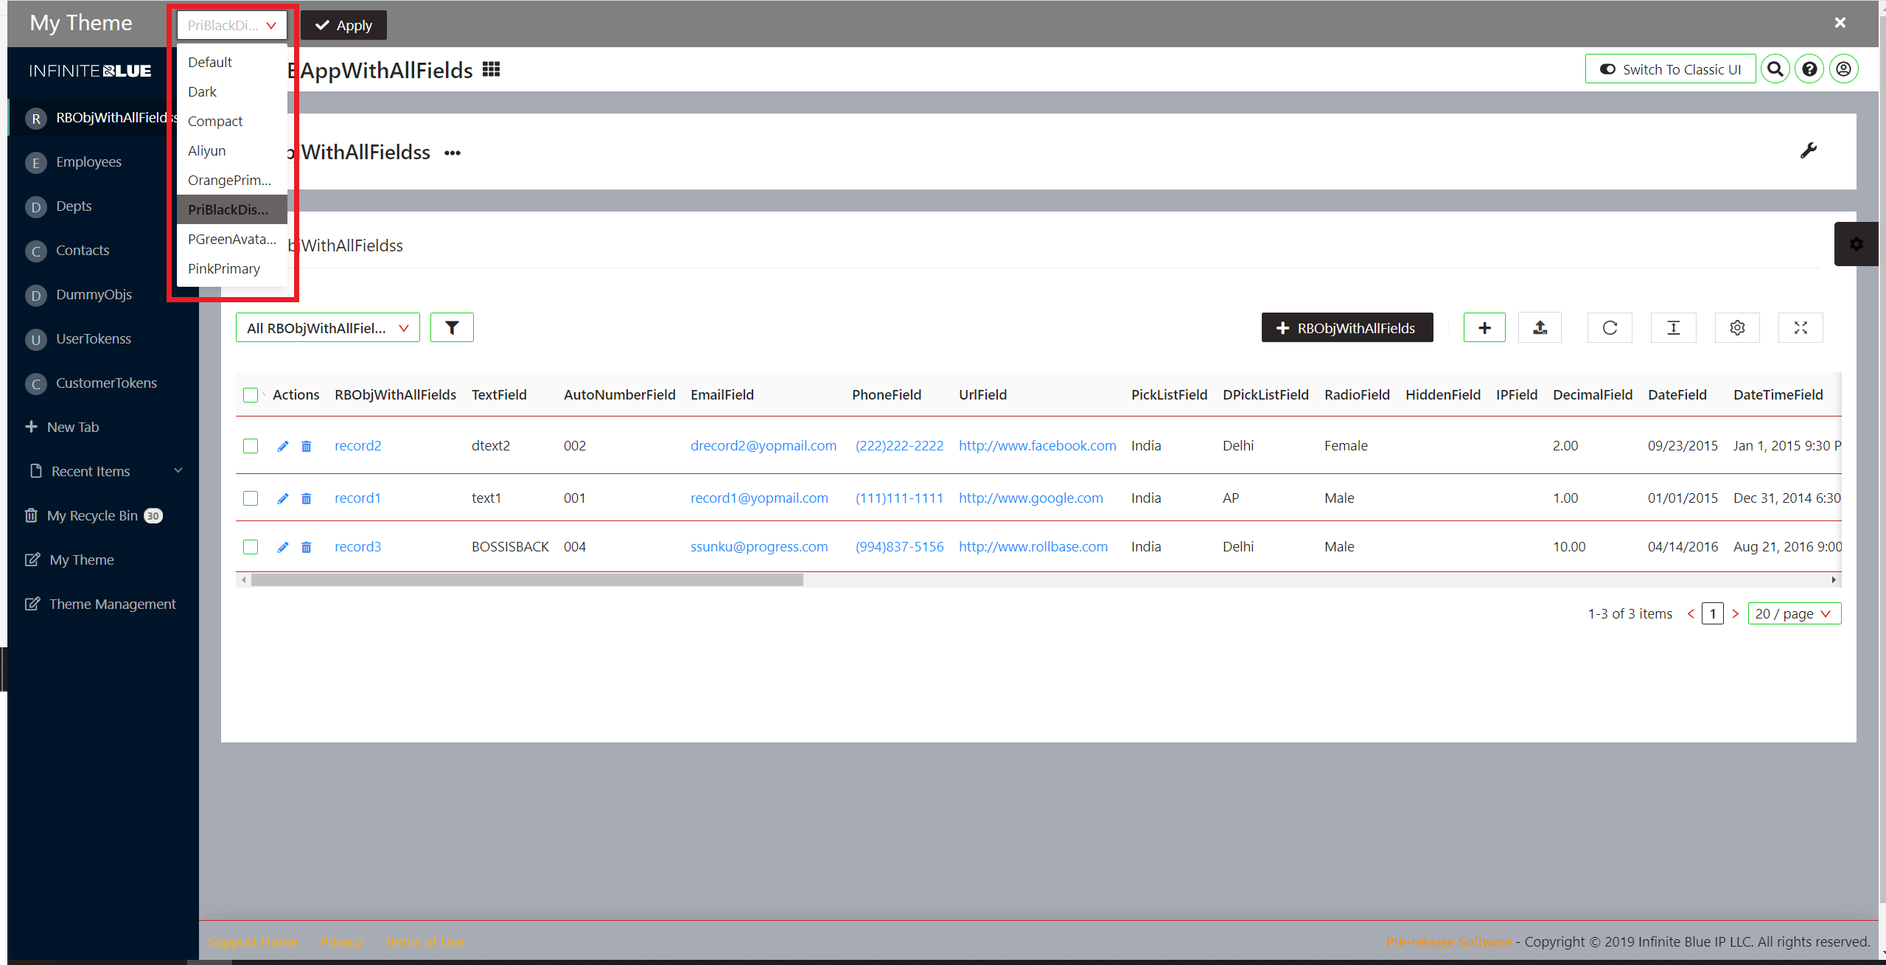 My Theme
PriBlackDi...
Apply
INFINITEBLUE
Default
Dark
Compact
Aliyun
OrangePrim...
PriBlackDis...
PGreenAvata...
PinkPrimary
BAppWithAllFields
Switch To Classic UI
R RBObjWithAllFieldss
E Employees
D Depts
C Contacts
D DummyObjs
U UserTokenss
C CustomerTokens
New Tab
Recent Items
My Recycle Bin 30
My Theme
Theme Management
bjWithAllFieldss
bjWithAllFieldss
All RBObjWithAllFiel...
RBObjWithAllFields
Actions RBObjWithAllFields TextField AutoNumberField EmailField PhoneField UrlField PickListField DPickListField RadioField HiddenField IPField DecimalField DateField DateTimeField
record2 dtext2 002 drecord2@yopmail.com (222)222-2222 http://www.facebook.com India Delhi Female 2.00 09/23/2015 Jan 1, 2015 9:30 P
record1 text1 001 record1@yopmail.com (111)111-1111 http://www.google.com India AP Male 1.00 01/01/2015 Dec 31, 2014 6:30
record3 BOSSISBACK 004 ssunku@progress.com (994)837-5156 http://www.rollbase.com India Delhi Male 10.00 04/14/2016 Aug 21, 2016 9:00
1-3 of 3 items < 1 > 20 / page
Support Home Privacy Terms of Use
Pre-release Software - Copyright © 2019 Infinite Blue IP LLC. All rights reserved.